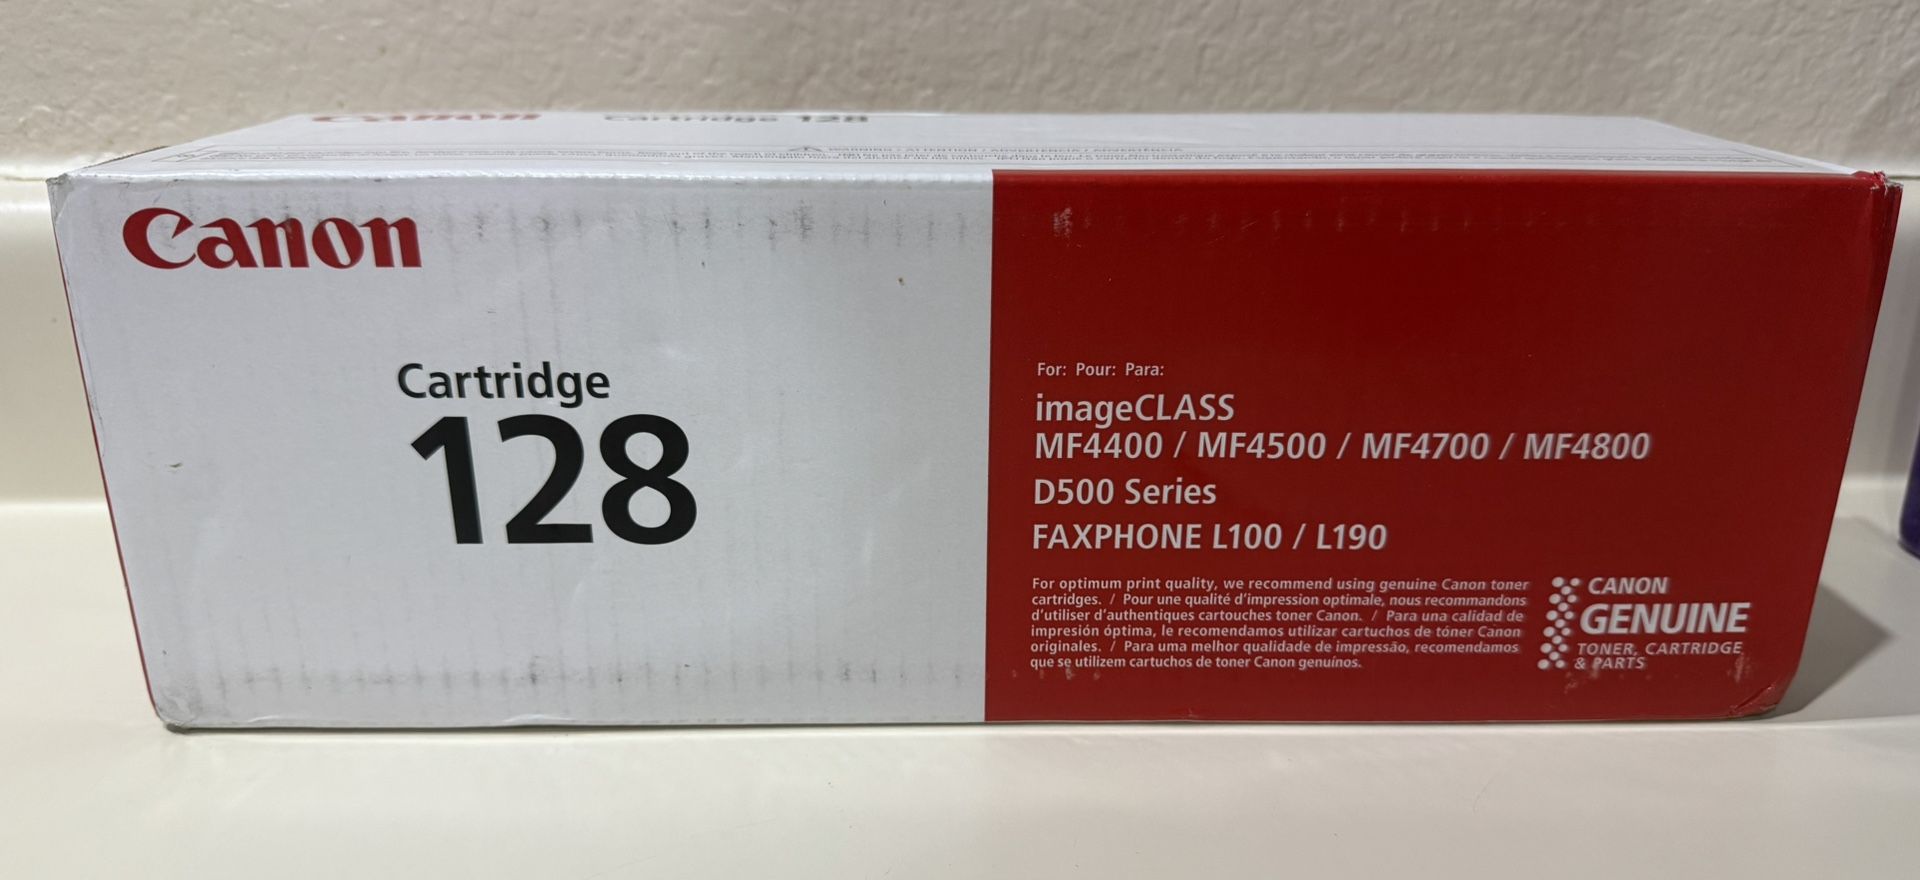 Canon Cartridge 128
WARNING / ATTENTION / ADVERTENCIA / ADVERTÊNCIA
Canon
Cartridge
128
For: Pour: Para:
imageCLASS
MF4400 / MF4500 / MF4700 / MF4800
D500 Series
FAXPHONE L100 / L190
For optimum print quality, we recommend using genuine Canon toner
cartridges. / Pour une qualité d'impression optimale, nous recommandons
d'utiliser d'authentiques cartouches toner Canon. / Para una calidad de
impresión óptima, le recomendamos utilizar cartuchos de tóner Canon
originales. / Para uma melhor qualidade de impressão, recomendamos
que se utilizem cartuchos de toner Canon genuínos.
CANON
GENUINE
TONER, CARTRIDGE
& PARTS